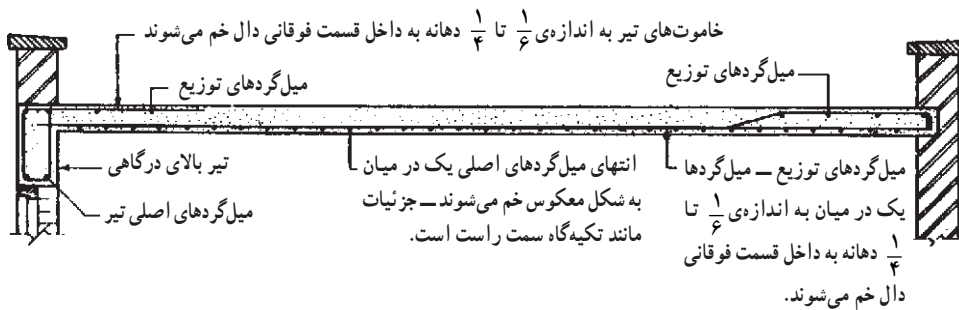 خاموت‌های تیر به اندازه‌ی ۱/۶ تا ۱/۴ دهانه به داخل قسمت فوقانی دال خم می‌شوند
میل‌گردهای توزیع
میل‌گردهای توزیع
تیر بالای درگاهی
میل‌گردهای اصلی تیر
انتهای میل‌گردهای اصلی یک در میان
به شکل معکوس خم می‌شوند ــ جزئیات
مانند تکیه‌گاه سمت راست است.
میل‌گردهای توزیع ــ میل‌گردها
یک در میان به اندازه‌ی ۱/۶ تا
۱/۴ دهانه به داخل قسمت فوقانی
دال خم می‌شوند.